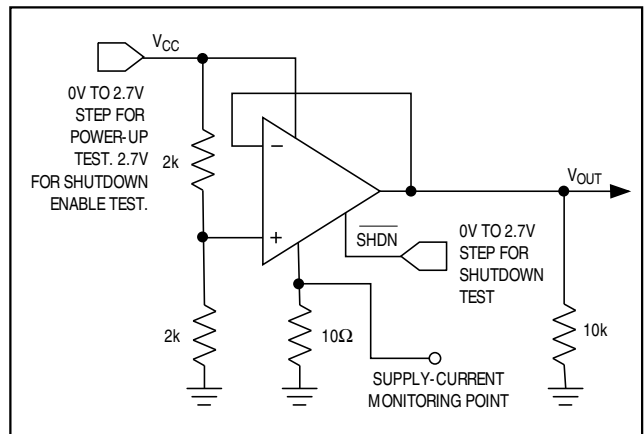 VCC
0V TO 2.7V
STEP FOR
POWER-UP
TEST. 2.7V
FOR SHUTDOWN
ENABLE TEST.
2k
−
VOUT
+
SHDN
0V TO 2.7V
STEP FOR
SHUTDOWN
TEST
2k
10Ω
10k
SUPPLY-CURRENT
MONITORING POINT